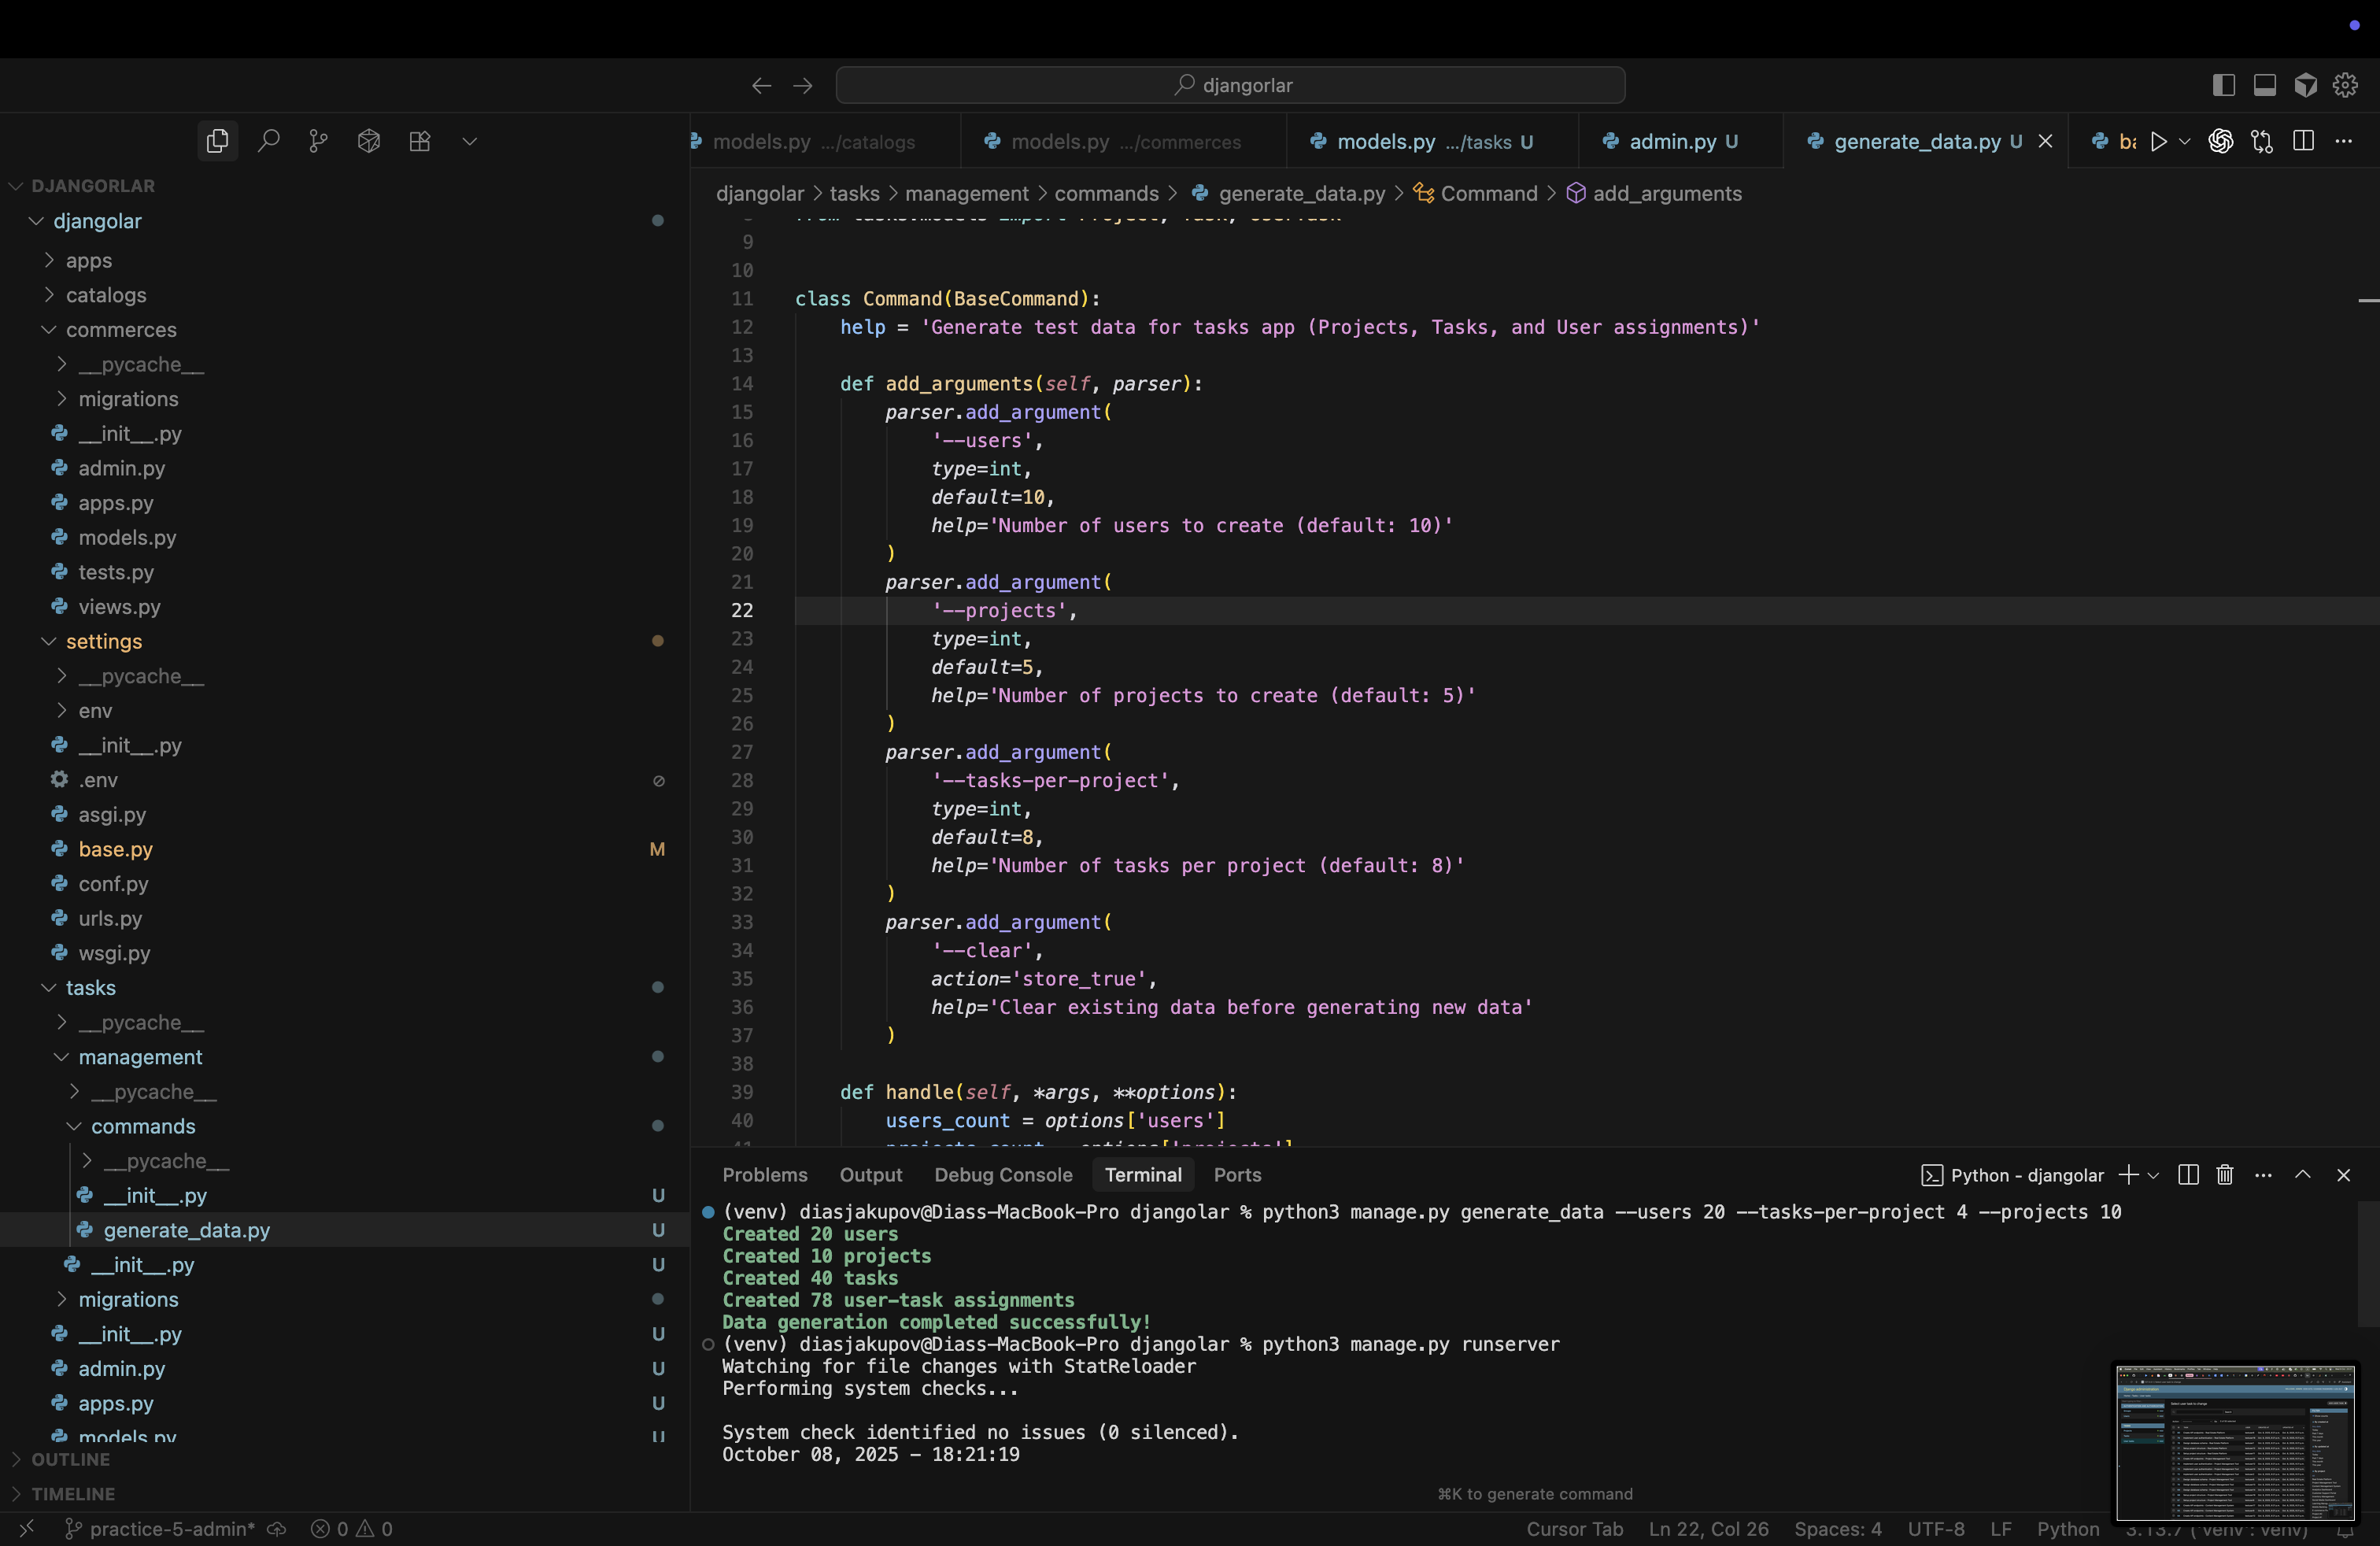 djangorlar
models.py .../catalogs
models.py .../commerces
models.py .../tasks U
admin.py U
generate_data.py U
DJANGORLAR
djangolar
apps
catalogs
commerces
__pycache__
migrations
__init__.py
admin.py
apps.py
models.py
tests.py
views.py
settings
__pycache__
env
__init__.py
.env
asgi.py
base.py M
conf.py
urls.py
wsgi.py
tasks
__pycache__
management
__pycache__
commands
__pycache__
__init__.py U
generate_data.py U
__init__.py U
migrations
__init__.py U
admin.py U
apps.py U
models.py U
OUTLINE
TIMELINE
djangolar > tasks > management > commands > generate_data.py > Command > add_arguments
from tasks.models import Project, Task, UserTask
9
10
11 class Command(BaseCommand):
12 help = 'Generate test data for tasks app (Projects, Tasks, and User assignments)'
13
14 def add_arguments(self, parser):
15 parser.add_argument(
16 '--users',
17 type=int,
18 default=10,
19 help='Number of users to create (default: 10)'
20 )
21 parser.add_argument(
22 '--projects',
23 type=int,
24 default=5,
25 help='Number of projects to create (default: 5)'
26 )
27 parser.add_argument(
28 '--tasks-per-project',
29 type=int,
30 default=8,
31 help='Number of tasks per project (default: 8)'
32 )
33 parser.add_argument(
34 '--clear',
35 action='store_true',
36 help='Clear existing data before generating new data'
37 )
38
39 def handle(self, *args, **options):
40 users_count = options['users']
41 projects_count = options['projects']
Problems Output Debug Console Terminal Ports
Python - djangolar
(venv) diasjakupov@Diass-MacBook-Pro djangolar % python3 manage.py generate_data --users 20 --tasks-per-project 4 --projects 10
Created 20 users
Created 10 projects
Created 40 tasks
Created 78 user-task assignments
Data generation completed successfully!
(venv) diasjakupov@Diass-MacBook-Pro djangolar % python3 manage.py runserver
Watching for file changes with StatReloader
Performing system checks...
System check identified no issues (0 silenced).
October 08, 2025 - 18:21:19
⌘K to generate command
practice-5-admin* 0 0
Cursor Tab Ln 22, Col 26 Spaces: 4 UTF-8 LF Python 3.13.7 ('venv': venv)